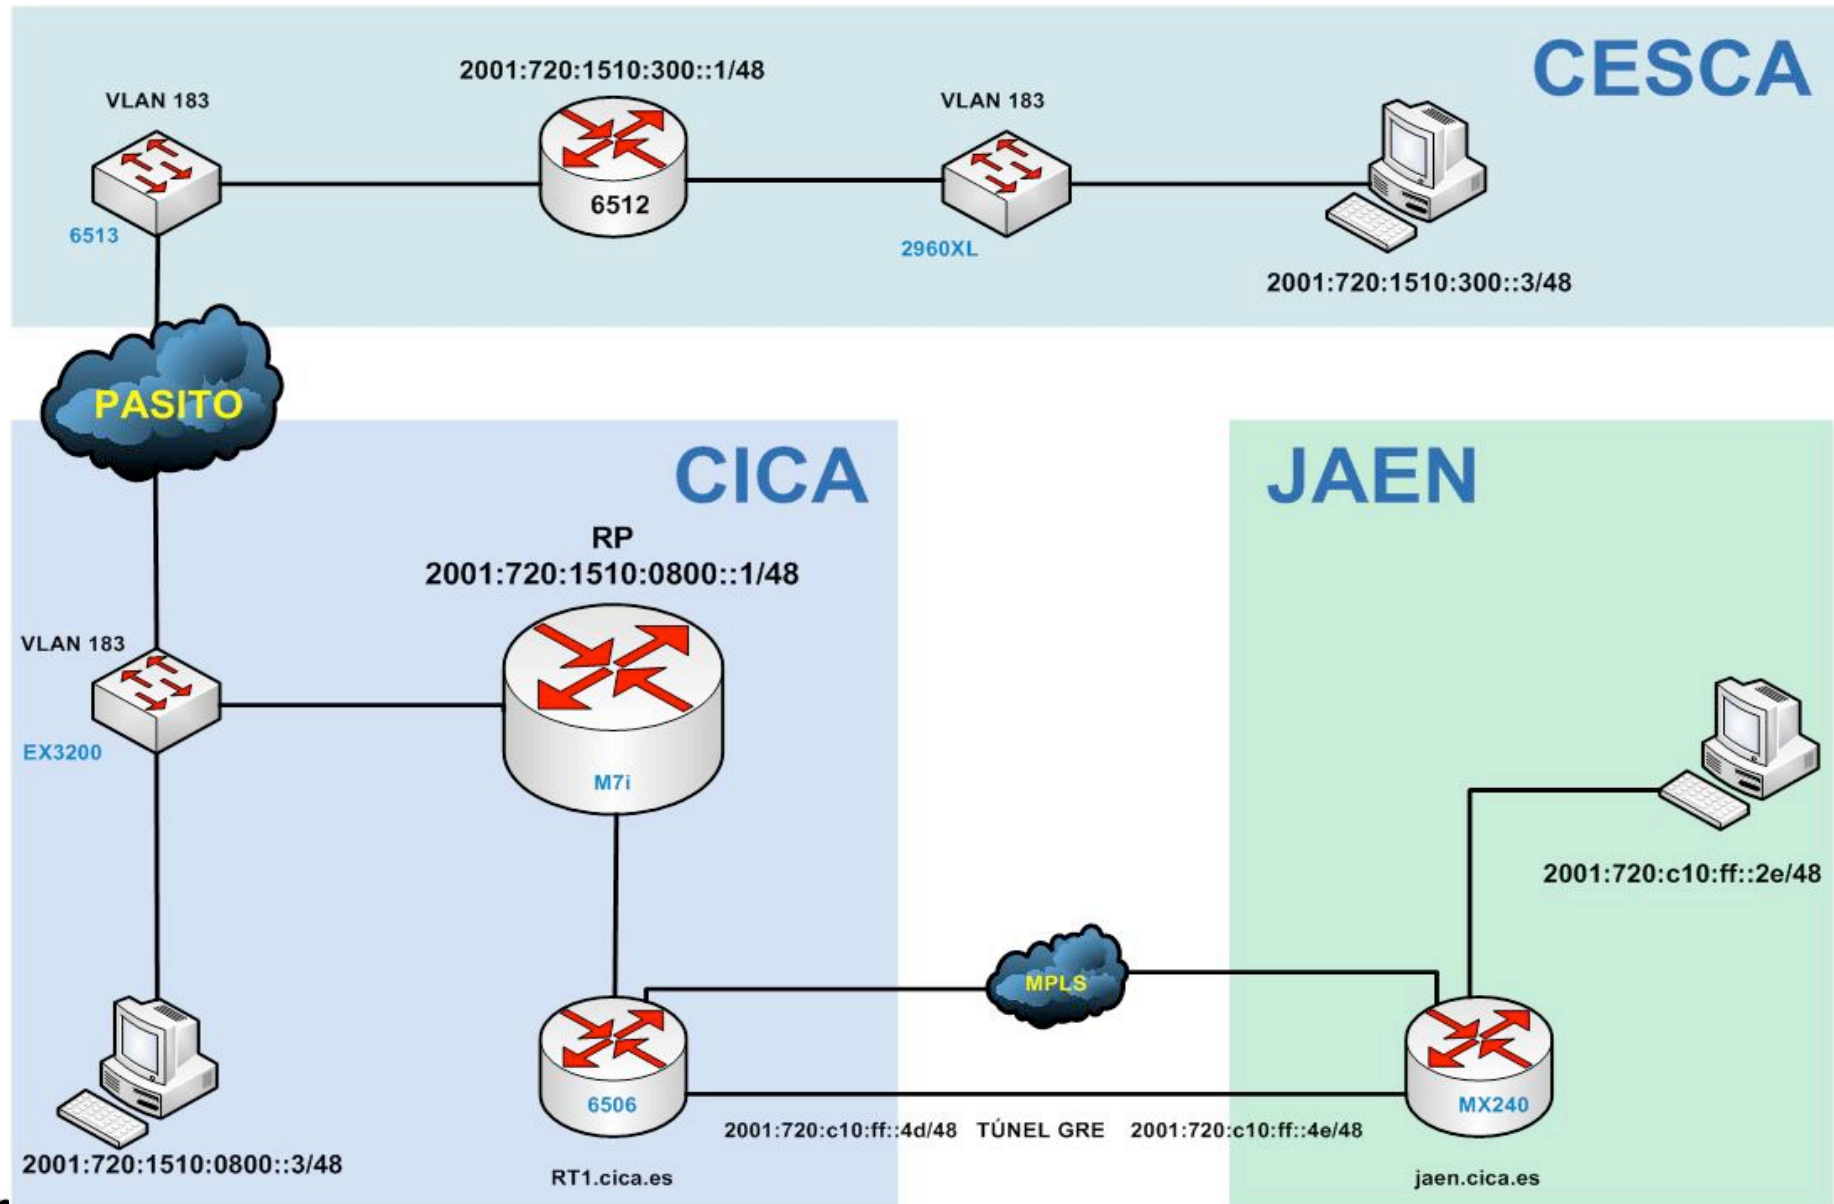 CESCA
2001:720:1510:300::1/48
VLAN 183
VLAN 183
6512
6513
2960XL
2001:720:1510:300::3/48
PASITO
CICA
JAEN
RP
2001:720:1510:0800::1/48
VLAN 183
EX3200
M7i
2001:720:c10:ff::2e/48
MPLS
6506
MX240
2001:720:c10:ff::4d/48 TÚNEL GRE 2001:720:c10:ff::4e/48
2001:720:1510:0800::3/48
RT1.cica.es
jaen.cica.es